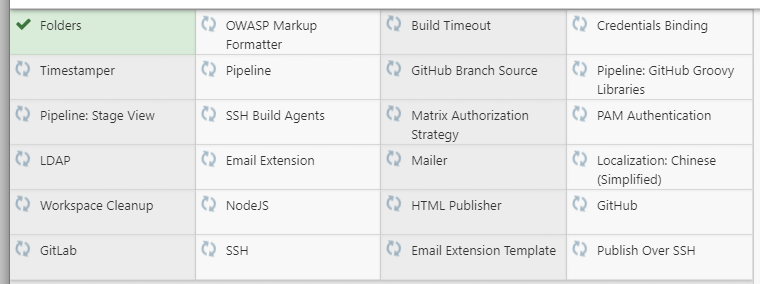 Folders
OWASP Markup
Formatter
Build Timeout
Credentials Binding
Timestamper
Pipeline
GitHub Branch Source
Pipeline: GitHub Groovy
Libraries
Pipeline: Stage View
SSH Build Agents
Matrix Authorization
Strategy
PAM Authentication
LDAP
Email Extension
Mailer
Localization: Chinese
(Simplified)
Workspace Cleanup
NodeJS
HTML Publisher
GitHub
GitLab
SSH
Email Extension Template
Publish Over SSH